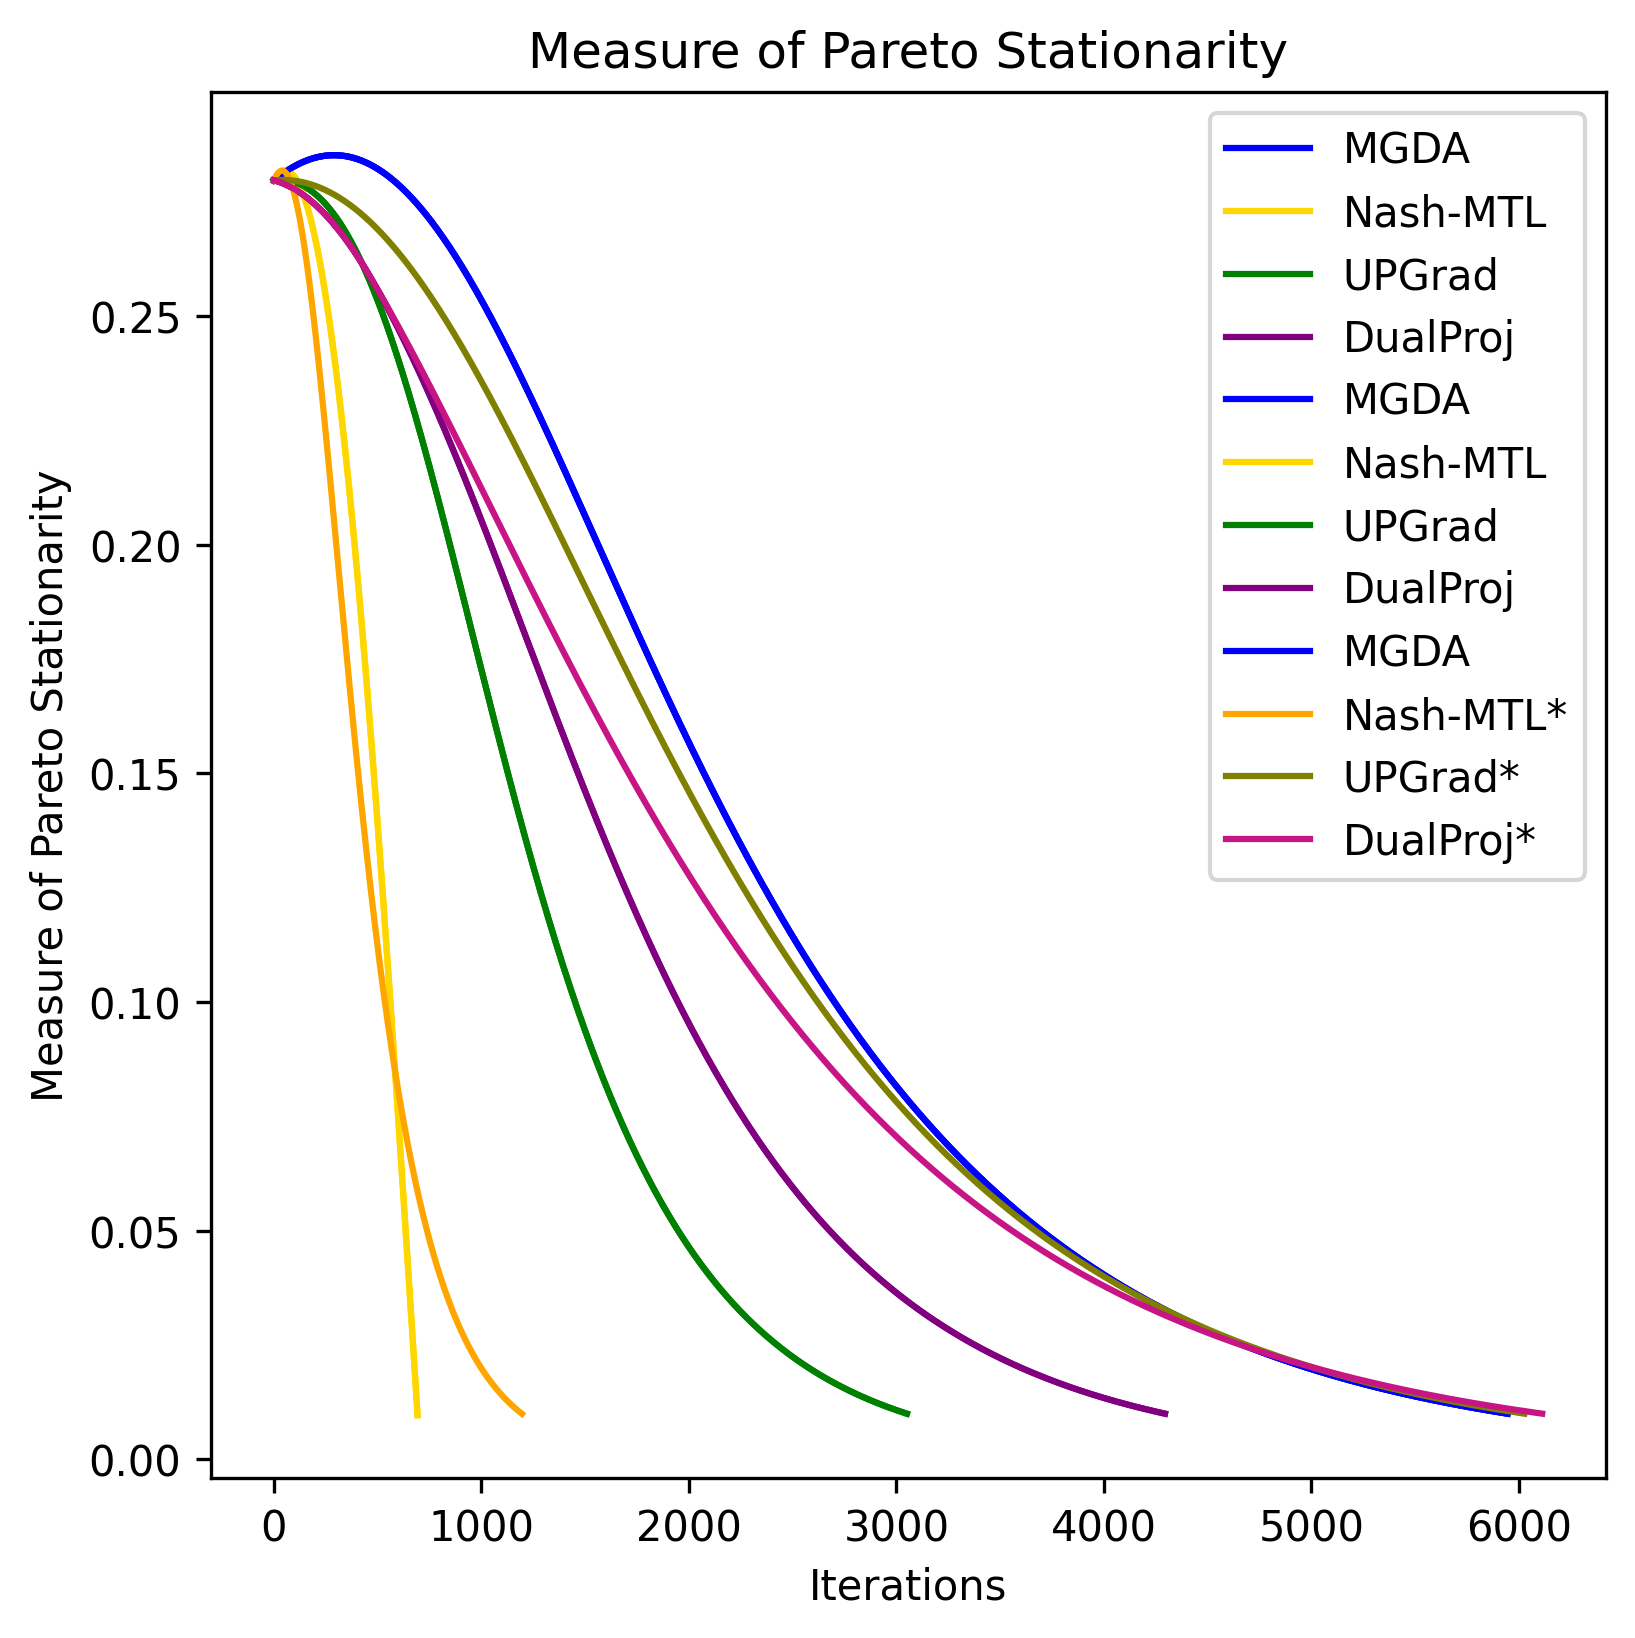 Measure of Pareto Stationarity
MGDA
Nash-MTL
UPGrad
DualProj
MGDA
Nash-MTL
UPGrad
DualProj
MGDA
Nash-MTL*
UPGrad*
DualProj*
Measure of Pareto Stationarity
0.25
0.20
0.15
0.10
0.05
0.00
0 1000 2000 3000 4000 5000 6000
Iterations